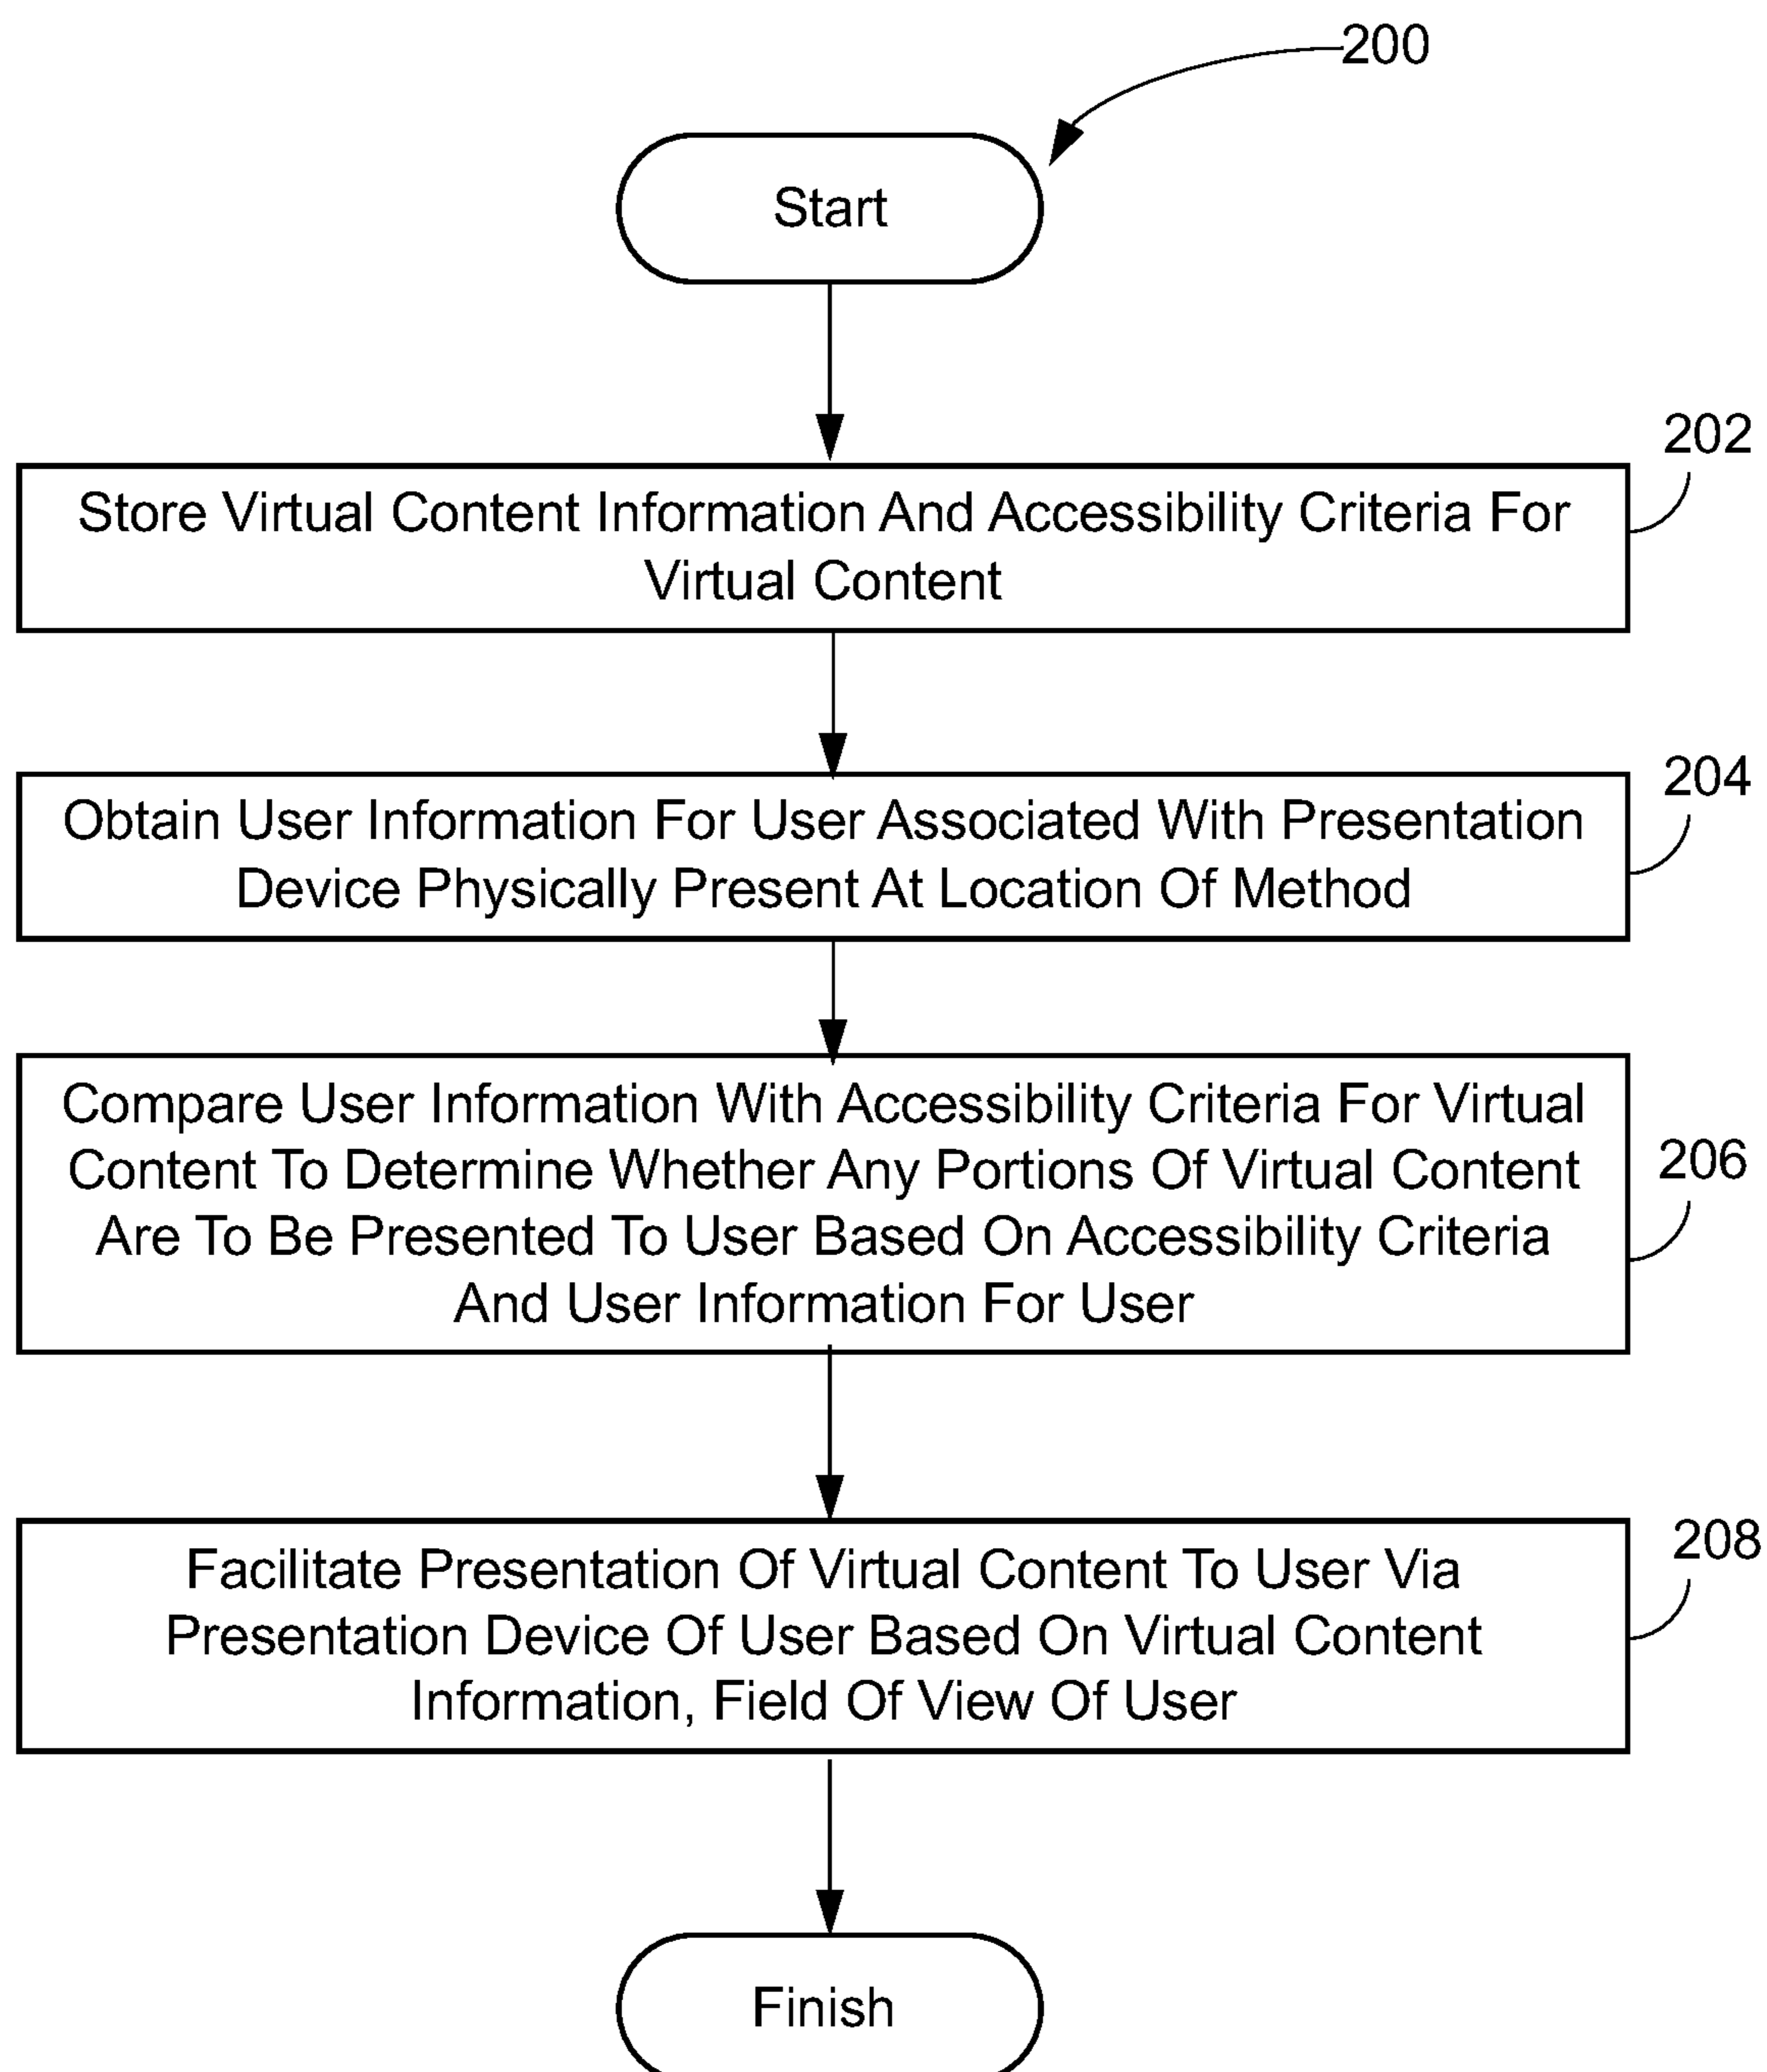 200
Start
202
Store Virtual Content Information And Accessibility Criteria For
Virtual Content
204
Obtain User Information For User Associated With Presentation
Device Physically Present At Location Of Method
Compare User Information With Accessibility Criteria For Virtual
Content To Determine Whether Any Portions Of Virtual Content
206
Are To Be Presented To User Based On Accessibility Criteria
And User Information For User
208
Facilitate Presentation Of Virtual Content To User Via
Presentation Device Of User Based On Virtual Content
Information, Field Of View Of User
Finish